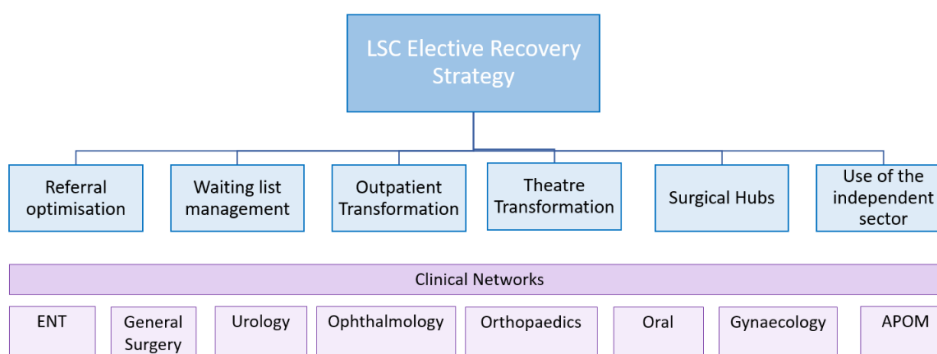 LSC Elective Recovery
Strategy
Referral
optimisation
Waiting list
management
Outpatient
Transformation
Theatre
Transformation
Surgical Hubs
Use of the
independent
sector
Clinical Networks
ENT
General
Surgery
Urology
Ophthalmology
Orthopaedics
Oral
Gynaecology
APOM